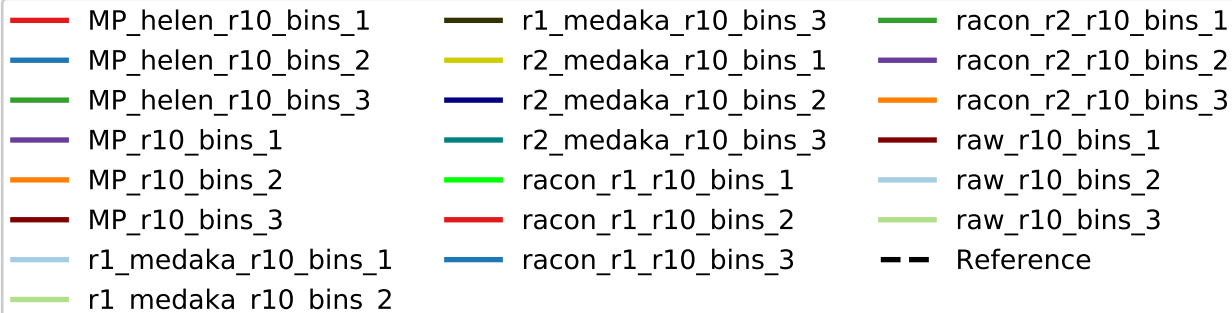 MP_helen_r10_bins_1
MP_helen_r10_bins_2
MP_helen_r10_bins_3
MP_r10_bins_1
MP_r10_bins_2
MP_r10_bins_3
r1_medaka_r10_bins_1
r1_medaka_r10_bins_2
r1_medaka_r10_bins_3
r2_medaka_r10_bins_1
r2_medaka_r10_bins_2
r2_medaka_r10_bins_3
racon_r1_r10_bins_1
racon_r1_r10_bins_2
racon_r1_r10_bins_3
racon_r2_r10_bins_1
racon_r2_r10_bins_2
racon_r2_r10_bins_3
raw_r10_bins_1
raw_r10_bins_2
raw_r10_bins_3
Reference